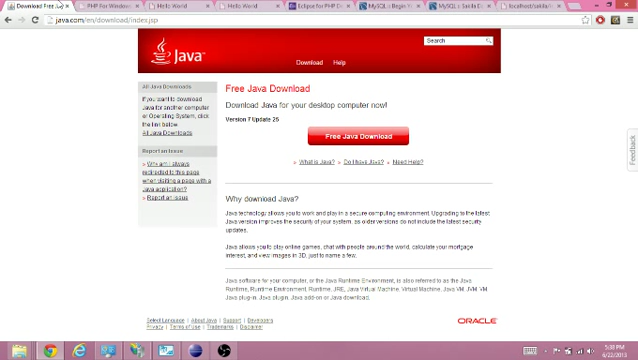 Download Free Ja
PHP For Windows
Hello World
Hello World
Eclipse for PHP D
MySQL :: Begin Yo
MySQL :: Sakila D
localhost/sakila/
java.com/en/download/index.jsp
Search
Java
Download Help
All Java Downloads
If you want to download
Java for another computer
or Operating System, click
the link below.
All Java Downloads
Report an Issue
Why am I always
redirected to this page
when visiting a page with a
Java application?
Report an issue
Free Java Download
Download Java for your desktop computer now!
Version 7 Update 25
Free Java Download
What is Java? Do I have Java? Need Help?
Why download Java?
Java technology allows you to work and play in a secure computing environment. Upgrading to the latest
Java version improves the security of your system, as older versions do not include the latest security
updates.
Java allows you to play online games, chat with people around the world, calculate your mortgage
interest, and view images in 3D, just to name a few.
Java software for your computer, or the Java Runtime Environment, is also referred to as the Java
Runtime, Runtime Environment, Runtime, JRE, Java Virtual Machine, Virtual Machine, Java VM, JVM, VM,
Java plug-in, Java plugin, Java add-on or Java download.
Select Language | About Java | Support | Developers
Privacy | Terms of Use | Trademarks | Disclaimer
ORACLE
Feedback
5:38 PM
6/22/2013